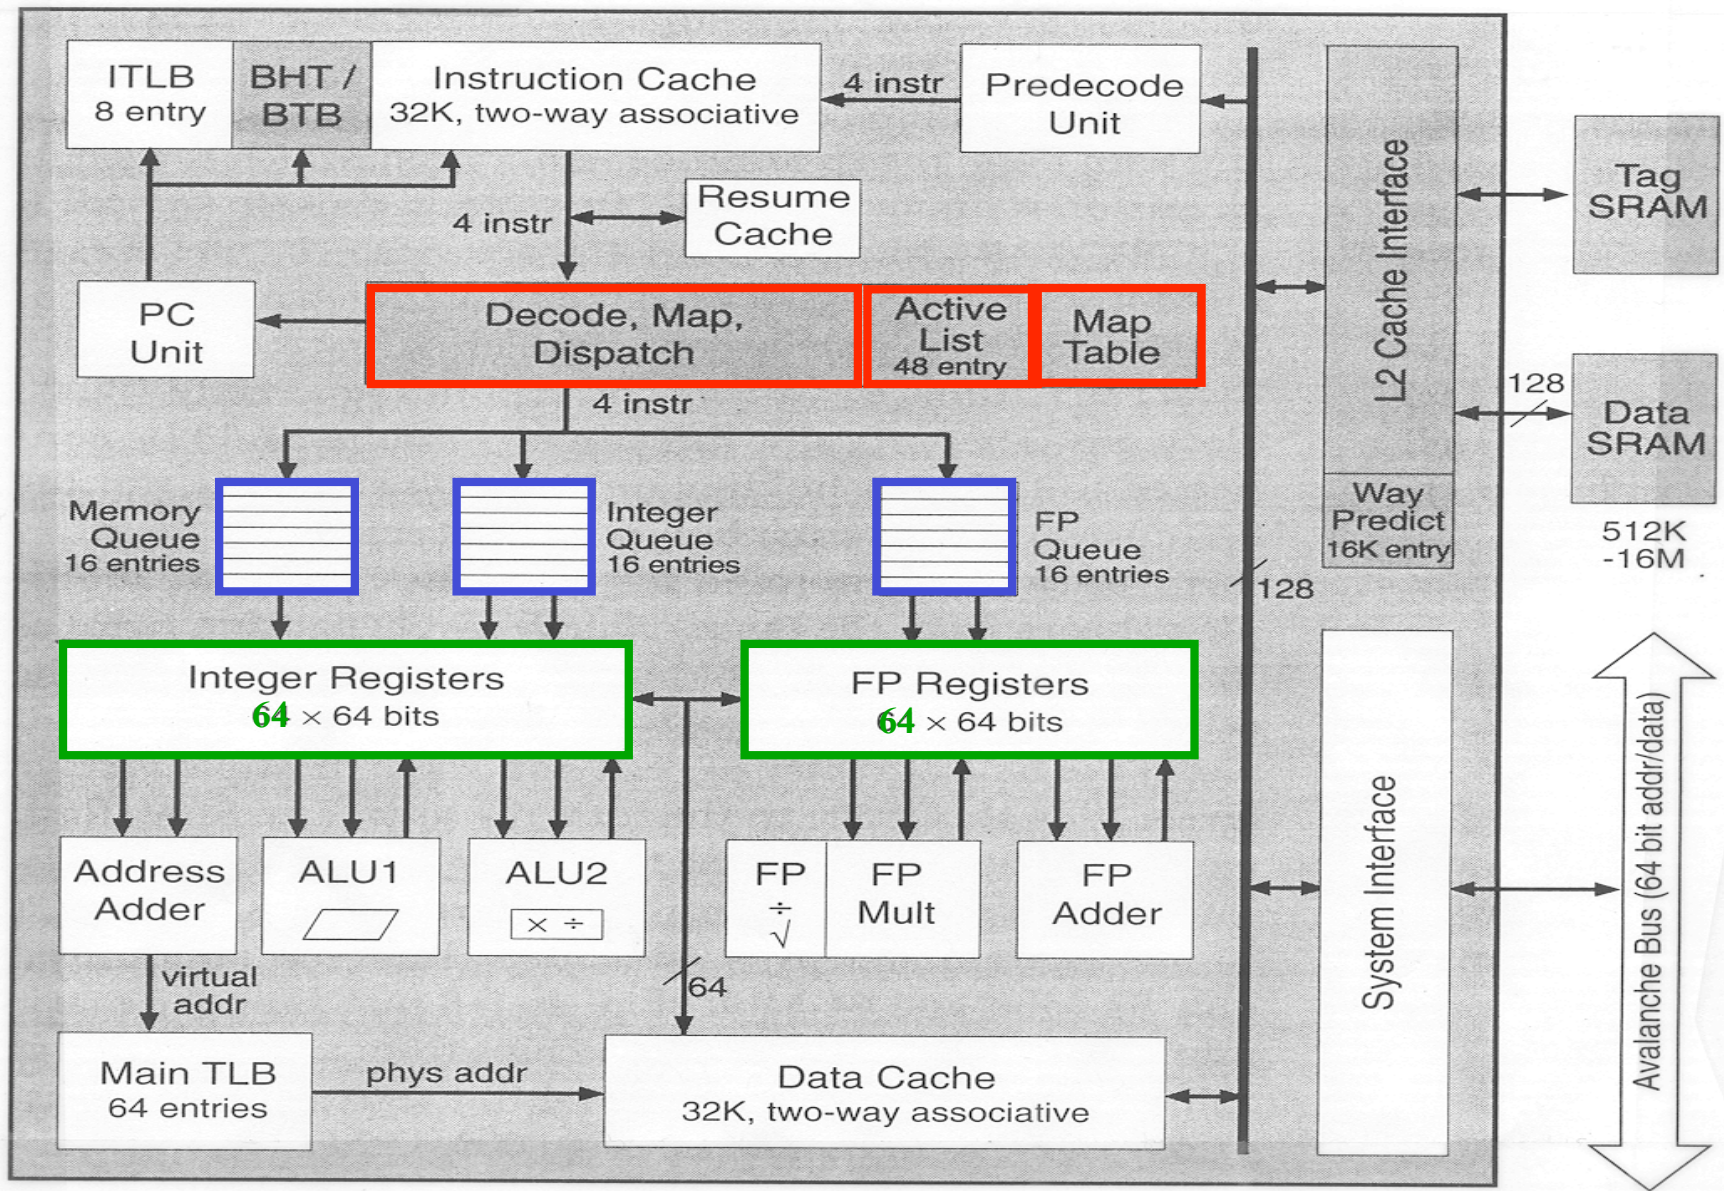 ITLB
8 entry
BHT /
BTB
Instruction Cache
32K, two-way associative
4 instr
Predecode
Unit
4 instr
Resume
Cache
PC
Unit
Decode, Map,
Dispatch
Active
List
48 entry
Map
Table
4 instr
Memory
Queue
16 entries
Integer
Queue
16 entries
FP
Queue
16 entries
Integer Registers
64 × 64 bits
FP Registers
64 × 64 bits
Address
Adder
ALU1
ALU2
× ÷
FP
÷
√
FP
Mult
FP
Adder
virtual
addr
64
Main TLB
64 entries
phys addr
Data Cache
32K, two-way associative
L2 Cache Interface
Way
Predict
16K entry
128
System Interface
Tag
SRAM
128
Data
SRAM
512K
-16M
Avalanche Bus (64 bit addr/data)